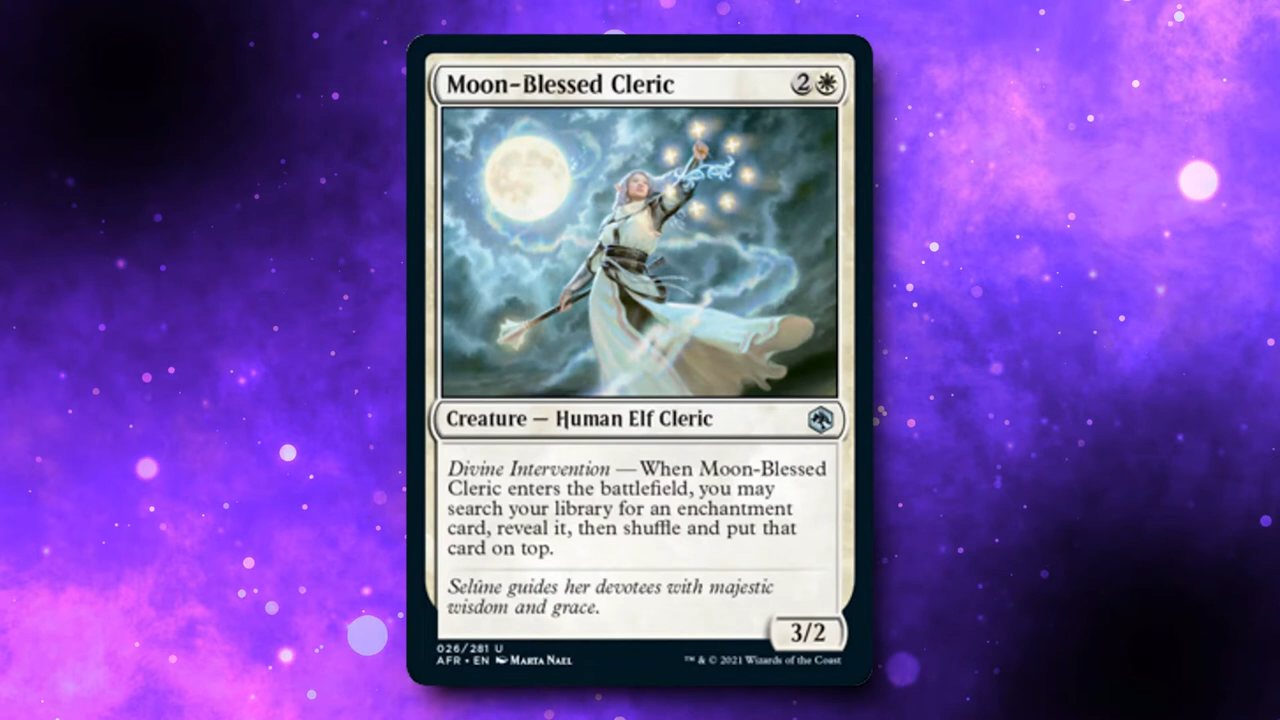 Moon-Blessed Cleric 2
Creature — Human Elf Cleric
Divine Intervention — When Moon-Blessed
Cleric enters the battlefield, you may
search your library for an enchantment
card, reveal it, then shuffle and put that
card on top.
Selûne guides her devotees with majestic
wisdom and grace.
3/2
026/281 U
AFR • EN Marta Nael ™ & © 2021 Wizards of the Coast